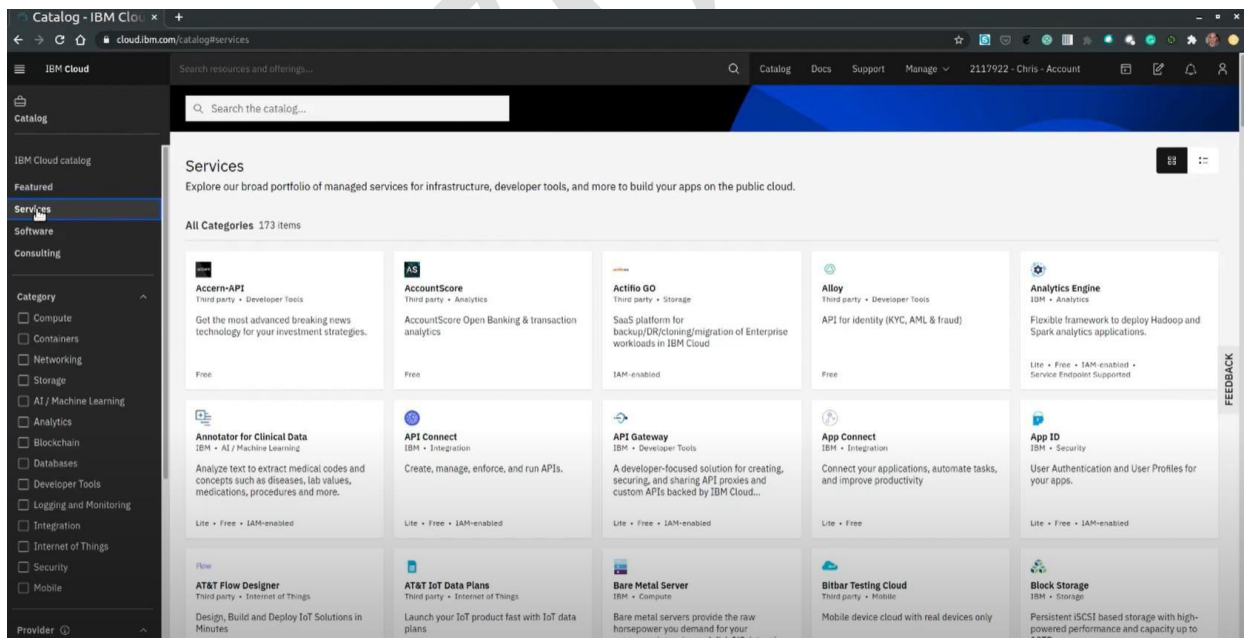 Catalog - IBM Clou
cloud.ibm.com/catalog#services
IBM Cloud
Search resources and offerings...
Catalog
Docs
Support
Manage
2117922 - Chris - Account
Catalog
Search the catalog...
IBM Cloud catalog
Featured
Services
Software
Consulting
Category
Compute
Containers
Networking
Storage
AI / Machine Learning
Analytics
Blockchain
Databases
Developer Tools
Logging and Monitoring
Integration
Internet of Things
Security
Mobile
Provider
Services
Explore our broad portfolio of managed services for infrastructure, developer tools, and more to build your apps on the public cloud.
All Categories 173 items
Accern-API
Third party • Developer Tools
Get the most advanced breaking news
technology for your investment strategies.
Free
AS
AccountScore
Third party • Analytics
AccountScore Open Banking & transaction
analytics
Free
Actifio GO
Third party • Storage
SaaS platform for
backup/DR/cloning/migration of Enterprise
workloads in IBM Cloud
IAM-enabled
Alloy
Third party • Developer Tools
API for identity (KYC, AML & fraud)
Free
Analytics Engine
IBM • Analytics
Flexible framework to deploy Hadoop and
Spark analytics applications.
Lite • Free • IAM-enabled •
Service Endpoint Supported
Annotator for Clinical Data
IBM • AI / Machine Learning
Analyze text to extract medical codes and
concepts such as diseases, lab values,
medications, procedures and more.
Lite • Free • IAM-enabled
API Connect
IBM • Integration
Create, manage, enforce, and run APIs.
Lite • Free • IAM-enabled
API Gateway
IBM • Developer Tools
A developer-focused solution for creating,
securing, and sharing API proxies and
custom APIs backed by IBM Cloud...
Lite • Free • IAM-enabled
App Connect
IBM • Integration
Connect your applications, automate tasks,
and improve productivity
Lite • Free
App ID
IBM • Security
User Authentication and User Profiles for
your apps.
Lite • Free • IAM-enabled
Flow
AT&T Flow Designer
Third party • Internet of Things
Design, Build and Deploy IoT Solutions in
Minutes
AT&T IoT Data Plans
Third party • Internet of Things
Launch your IoT product fast with IoT data
plans
Bare Metal Server
IBM • Compute
Bare metal servers provide the raw
horsepower you demand for your
Bitbar Testing Cloud
Third party • Mobile
Mobile device cloud with real devices only
Block Storage
IBM • Storage
Persistent iSCSI based storage with high-
powered performance and capacity up to
FEEDBACK